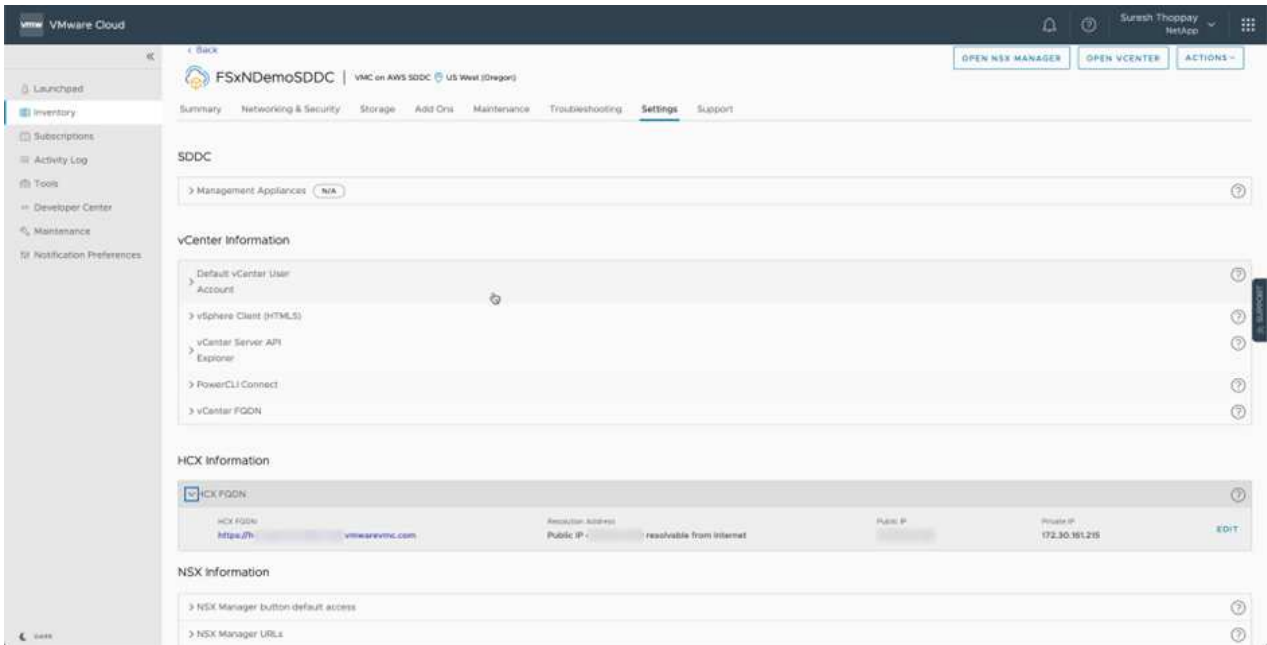 vmw VMware Cloud
Suresh Thoppay
NetApp
< Back
OPEN NSX MANAGER OPEN VCENTER ACTIONS
FSxNDemoSDDC | VMC on AWS SDDC US West (Oregon)
Launchpad
Inventory
Subscriptions
Activity Log
Tools
Developer Center
Maintenance
Notification Preferences
Summary Networking & Security Storage Add Ons Maintenance Troubleshooting Settings Support
SDDC
> Management Appliances N/A
vCenter Information
> Default vCenter User
Account
> vSphere Client (HTML5)
> vCenter Server API
Explorer
> PowerCLI Connect
> vCenter FQDN
SUPPORT
HCX Information
HCX FQDN
HCX FQDN Resolution Address Public IP Private IP
https://h vmwarevmc.com Public IP - resolvable from Internet 172.30.161.215 EDIT
NSX Information
> NSX Manager button default access
> NSX Manager URLs
DARK